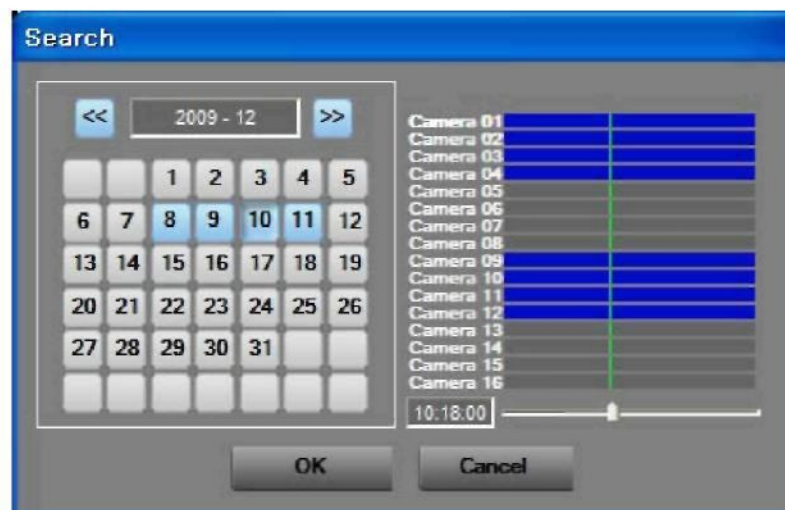 Search
<< 2009 - 12 >>
1 2 3 4 5
6 7 8 9 10 11 12
13 14 15 16 17 18 19
20 21 22 23 24 25 26
27 28 29 30 31
Camera 01
Camera 02
Camera 03
Camera 04
Camera 05
Camera 06
Camera 07
Camera 08
Camera 09
Camera 10
Camera 11
Camera 12
Camera 13
Camera 14
Camera 15
Camera 16
10:18:00
OK Cancel